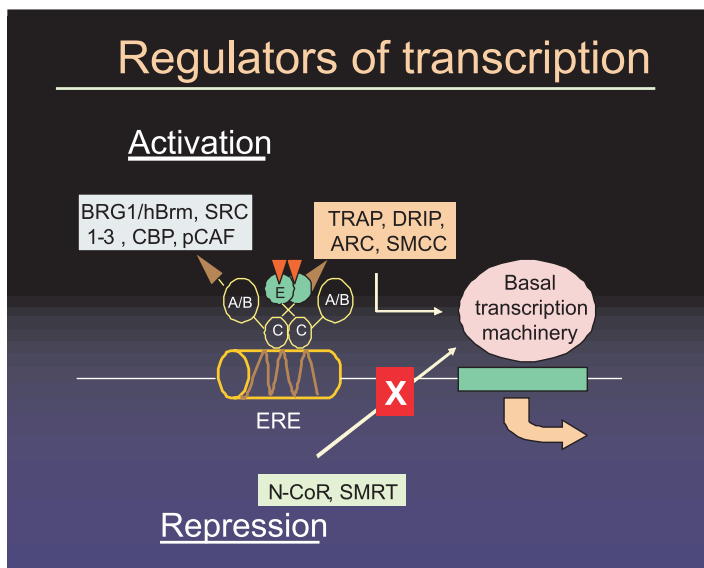 Regulators of transcription
Activation
BRG1/hBrm, SRC
1-3 , CBP, pCAF
TRAP, DRIP,
ARC, SMCC
E
A/B
A/B
C
C
Basal
transcription
machinery
X
ERE
N-CoR, SMRT
Repression